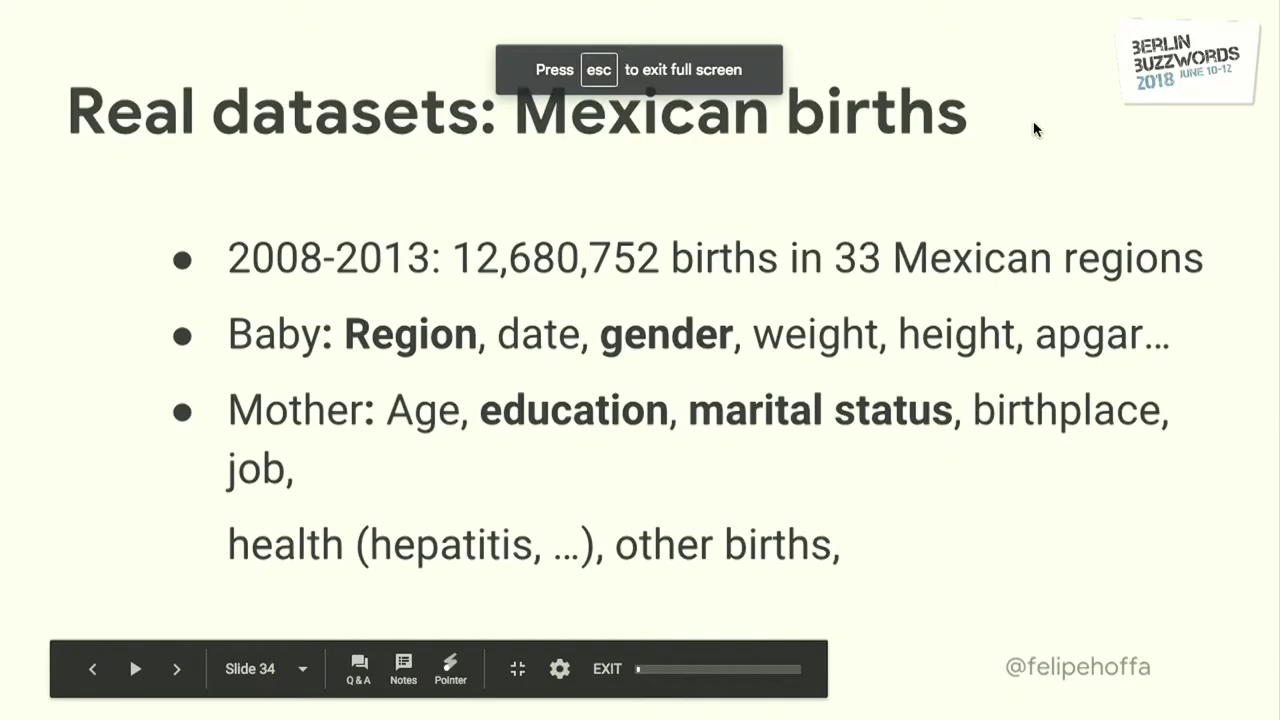 BERLIN
BUZZWORDS
2018 JUNE 10-12
Press esc to exit full screen
Real datasets: Mexican births
● 2008-2013: 12,680,752 births in 33 Mexican regions
● Baby: Region, date, gender, weight, height, apgar...
● Mother: Age, education, marital status, birthplace,
job,
health (hepatitis, ...), other births,
Slide 34
Q & A
Notes
Pointer
EXIT
@felipehoffa